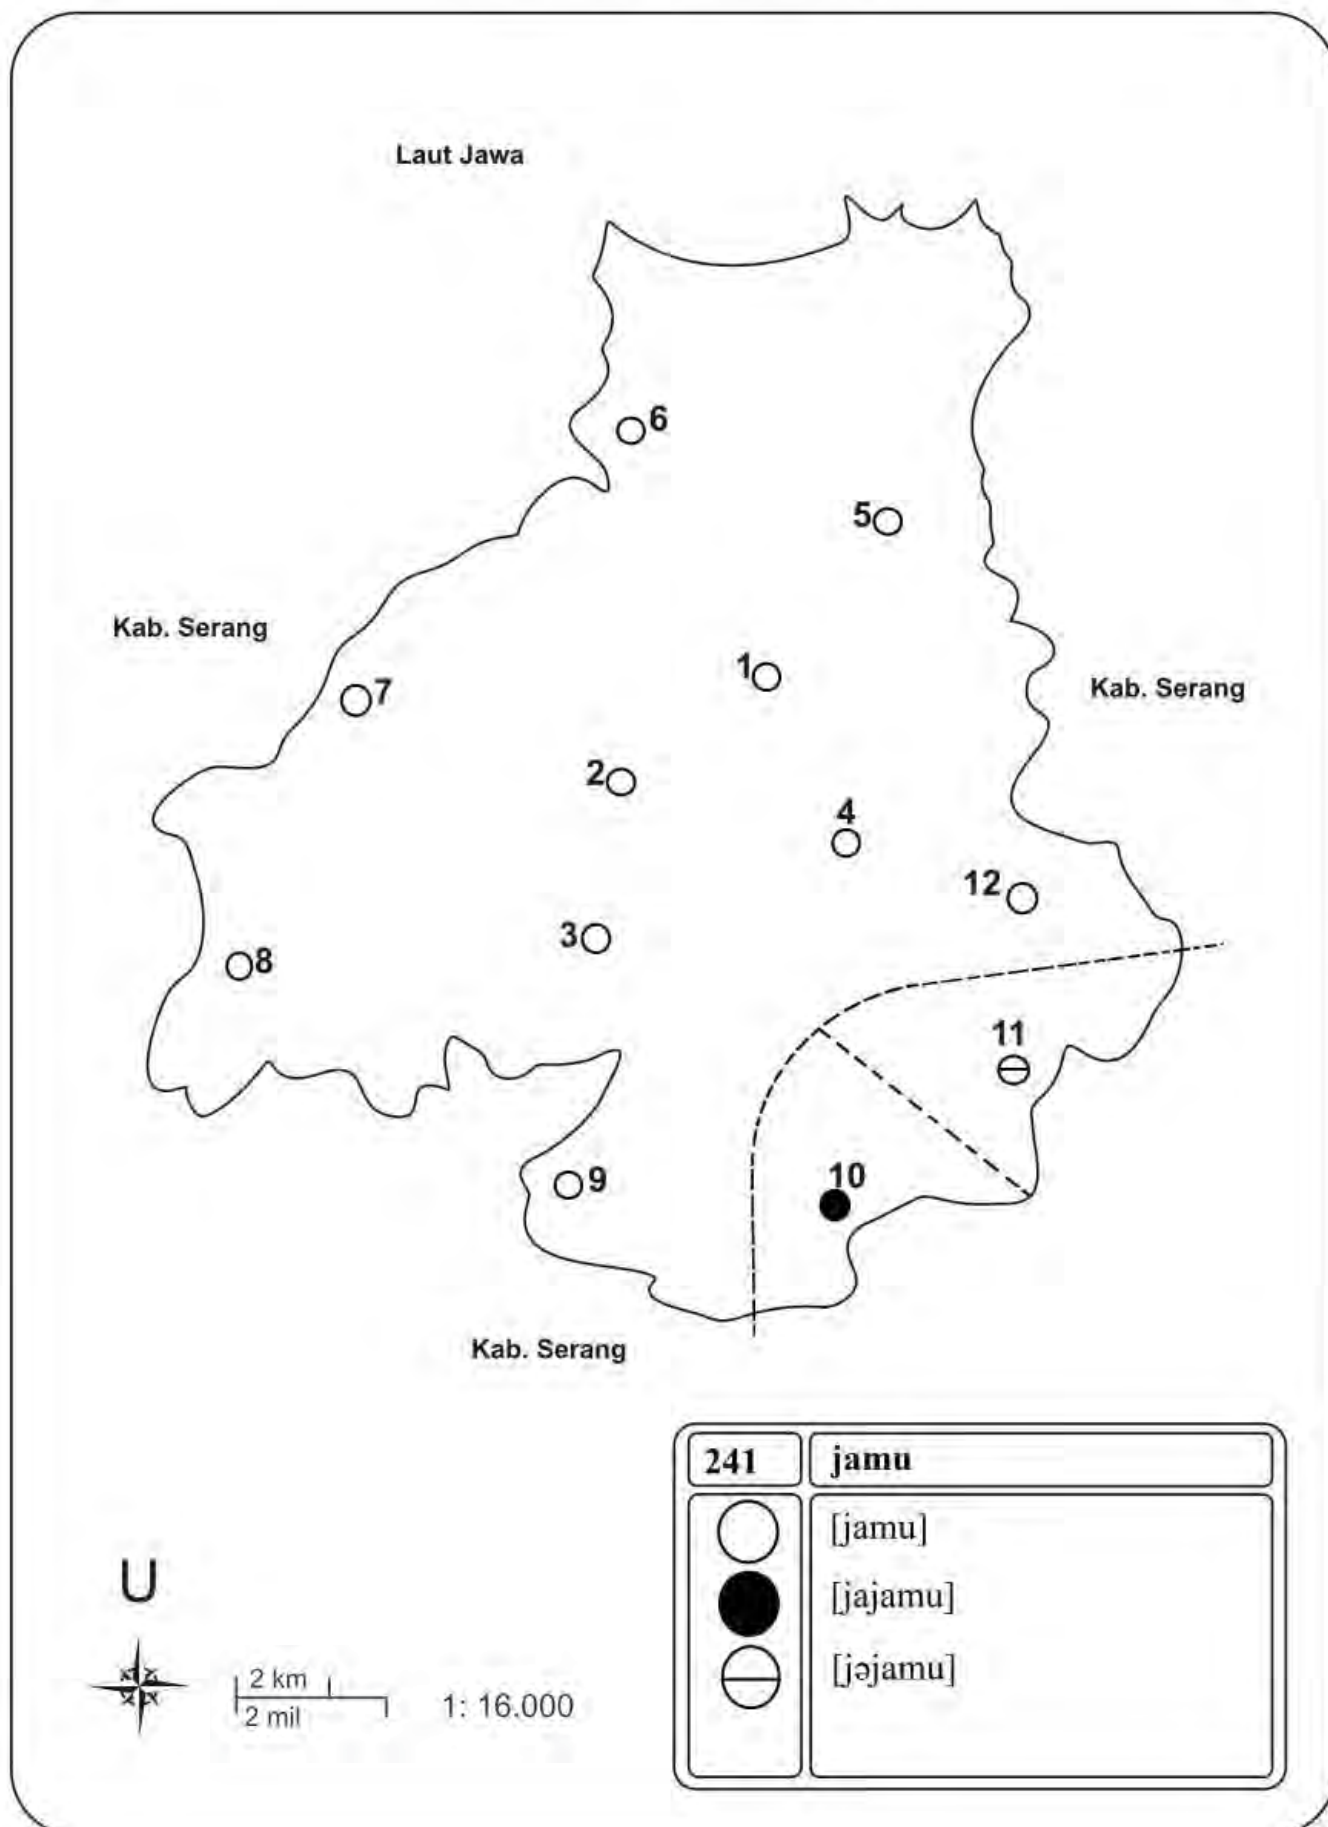 Laut Jawa
6
5
Kab. Serang
1
7
Kab. Serang
2
4
12
3
8
11
10
9
Kab. Serang
241 jamu
[jamu]
[jajamu]
[jəjamu]
U
2 km
2 mil
1: 16.000